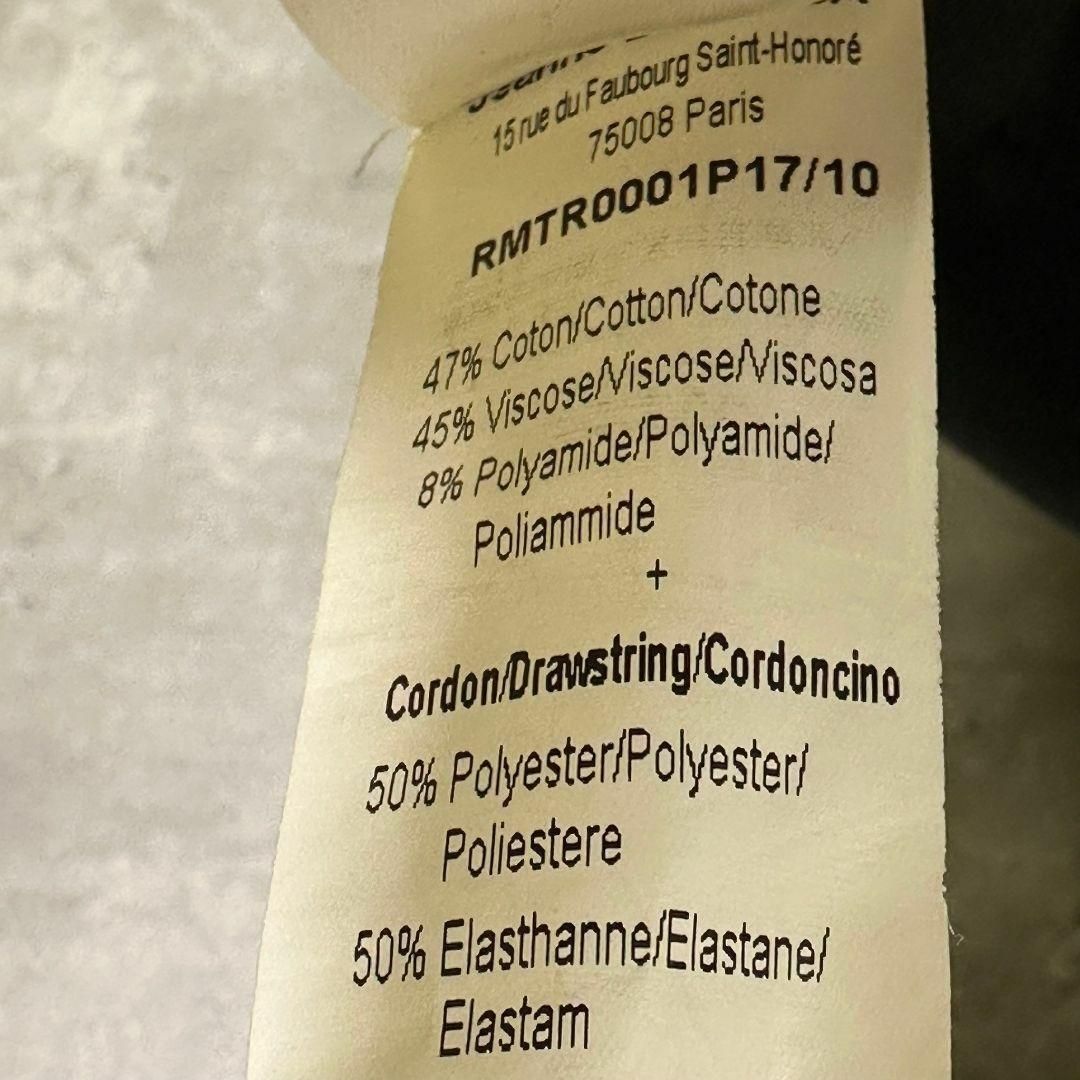 15 rue du Faubourg Saint-Honoré
75008 Paris
RMTR0001P17/10
47% Coton/Cotton/Cotone
45% Viscose/Viscose/Viscosa
8% Polyamide/Polyamide/
Poliammide
+
Cordon/Drawstring/Cordoncino
50% Polyester/Polyester/
Poliestere
50% Elasthanne/Elastane/
Elastam